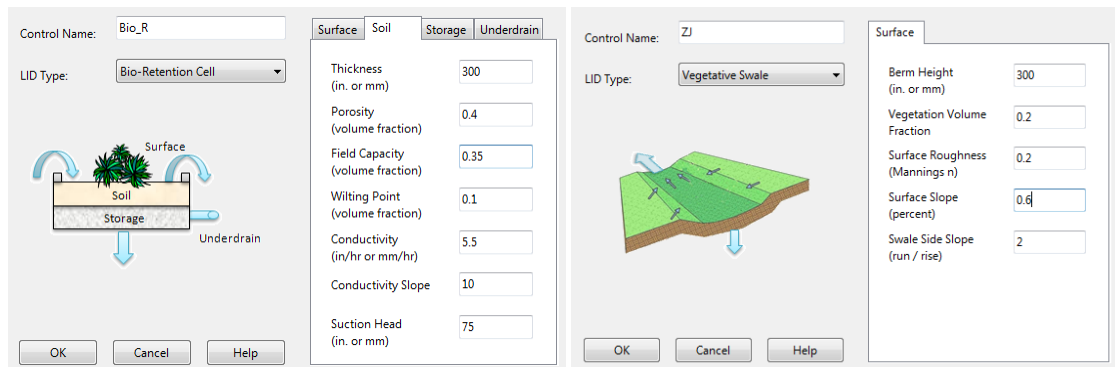 Control Name:
Bio_R
LID Type:
Bio-Retention Cell
Surface
Soil
Storage
Underdrain
OK
Cancel
Help
Surface
Soil
Storage
Underdrain
Thickness
(in. or mm)
300
Porosity
(volume fraction)
0.4
Field Capacity
(volume fraction)
0.35
Wilting Point
(volume fraction)
0.1
Conductivity
(in/hr or mm/hr)
5.5
Conductivity Slope
10
Suction Head
(in. or mm)
75
Control Name:
ZJ
LID Type:
Vegetative Swale
OK
Cancel
Help
Surface
Berm Height
(in. or mm)
300
Vegetation Volume
Fraction
0.2
Surface Roughness
(Mannings n)
0.2
Surface Slope
(percent)
0.6
Swale Side Slope
(run / rise)
2